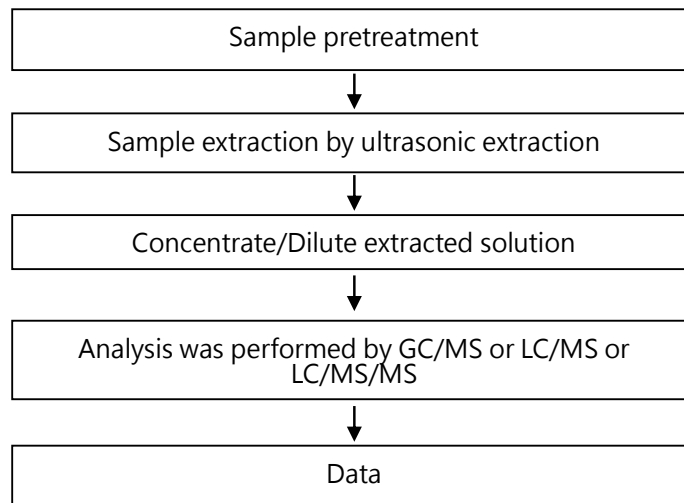 Sample pretreatment
Sample extraction by ultrasonic extraction
Concentrate/Dilute extracted solution
Analysis was performed by GC/MS or LC/MS or
LC/MS/MS
Data